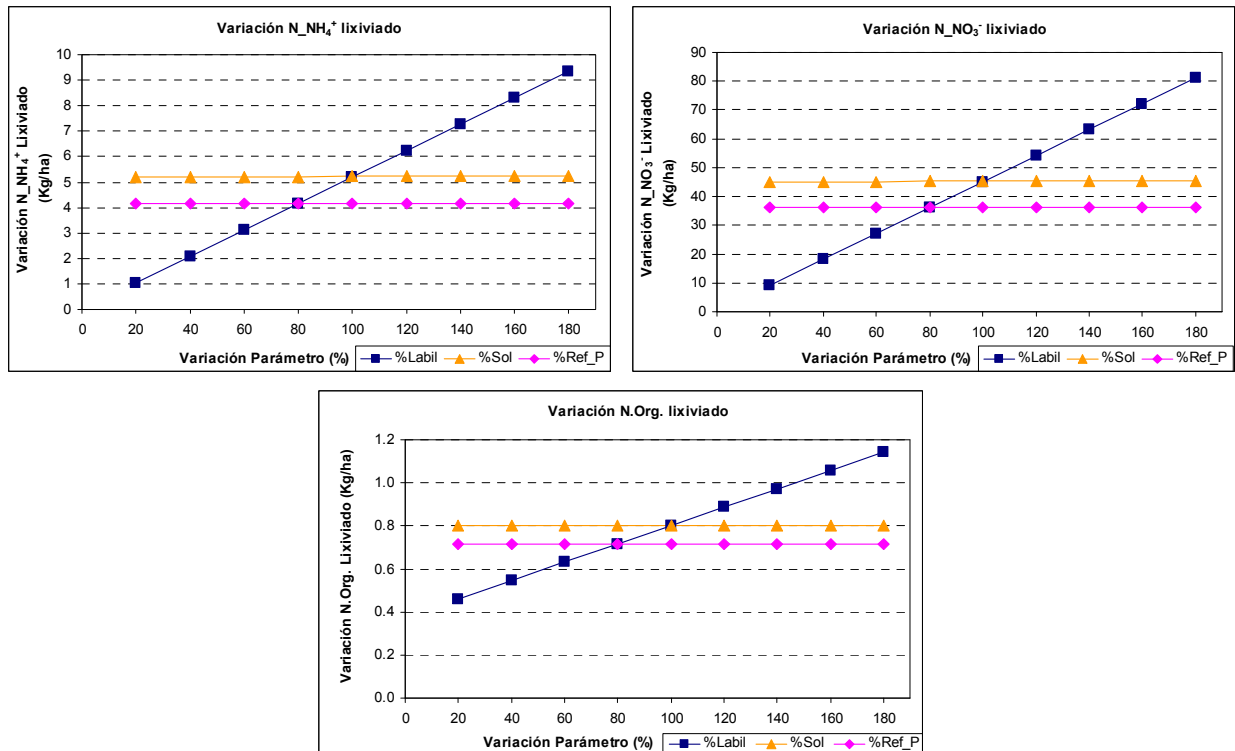 Variación N_NH₄⁺ lixiviado
Variación N_NH₄⁺ Lixiviado
(Kg/ha)
10
9
8
7
6
5
4
3
2
1
0
0 20 40 60 80 100 120 140 160 180
Variación Parámetro (%)
%Labil %Sol %Ref_P
Variación N_NO₃⁻ lixiviado
Variación N_NO₃⁻ Lixiviado
(Kg/ha)
90
80
70
60
50
40
30
20
10
0
0 20 40 60 80 100 120 140 160 180
Variación Parámetro (%)
%Labil %Sol %Ref_P
Variación N.Org. lixiviado
Variación N.Org. Lixiviado (Kg/ha)
1.2
1.0
0.8
0.6
0.4
0.2
0.0
0 20 40 60 80 100 120 140 160 180
Variación Parámetro (%)
%Labil %Sol %Ref_P